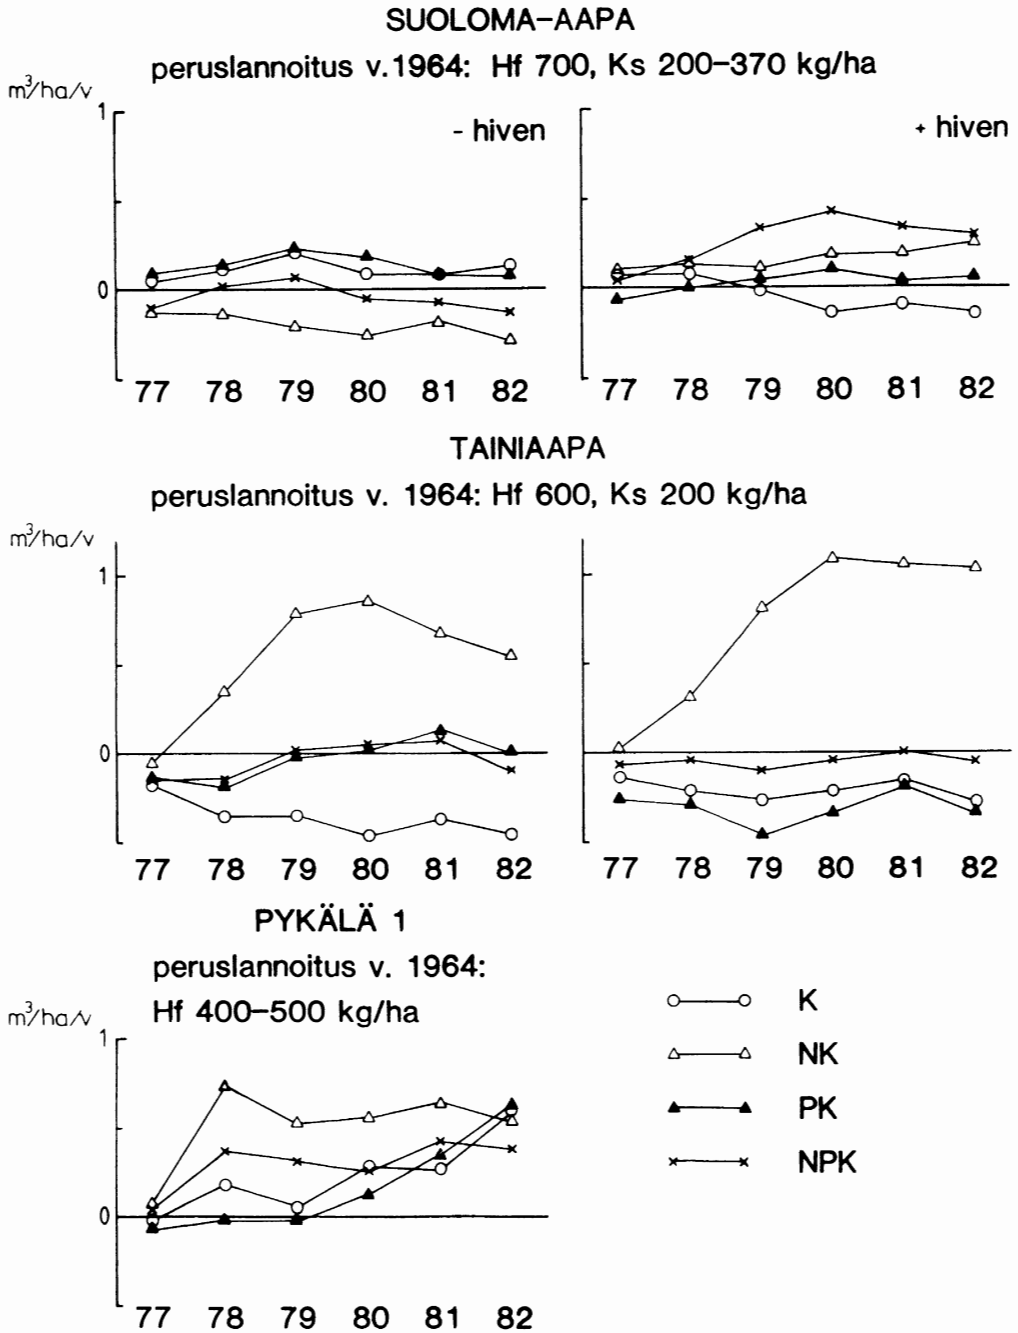 SUOLOMA-AAPA
peruslannoitus v.1964: Hf 700, Ks 200-370 kg/ha
m³/ha/v
1
- hiven
+ hiven
0
77 78 79 80 81 82
77 78 79 80 81 82
TAINIAAPA
peruslannoitus v. 1964: Hf 600, Ks 200 kg/ha
m³/ha/v
1
0
77 78 79 80 81 82
77 78 79 80 81 82
PYKÄLÄ 1
peruslannoitus v. 1964:
Hf 400-500 kg/ha
m³/ha/v
1
0
77 78 79 80 81 82
K
NK
PK
NPK